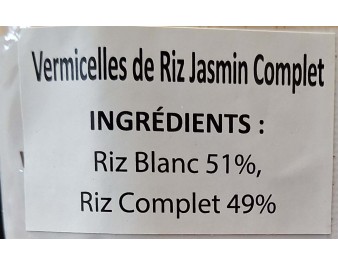 Vermicelles de Riz Jasmin Complet
INGRÉDIENTS :
Riz Blanc 51%,
Riz Complet 49%